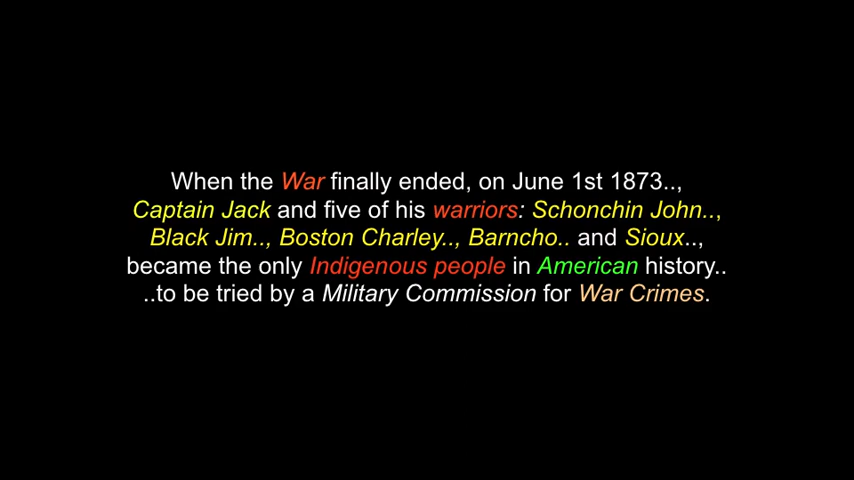 When the War finally ended, on June 1st 1873..,
Captain Jack and five of his warriors: Schonchin John..,
Black Jim.., Boston Charley.., Barncho.. and Sioux..,
became the only Indigenous people in American history..
..to be tried by a Military Commission for War Crimes.